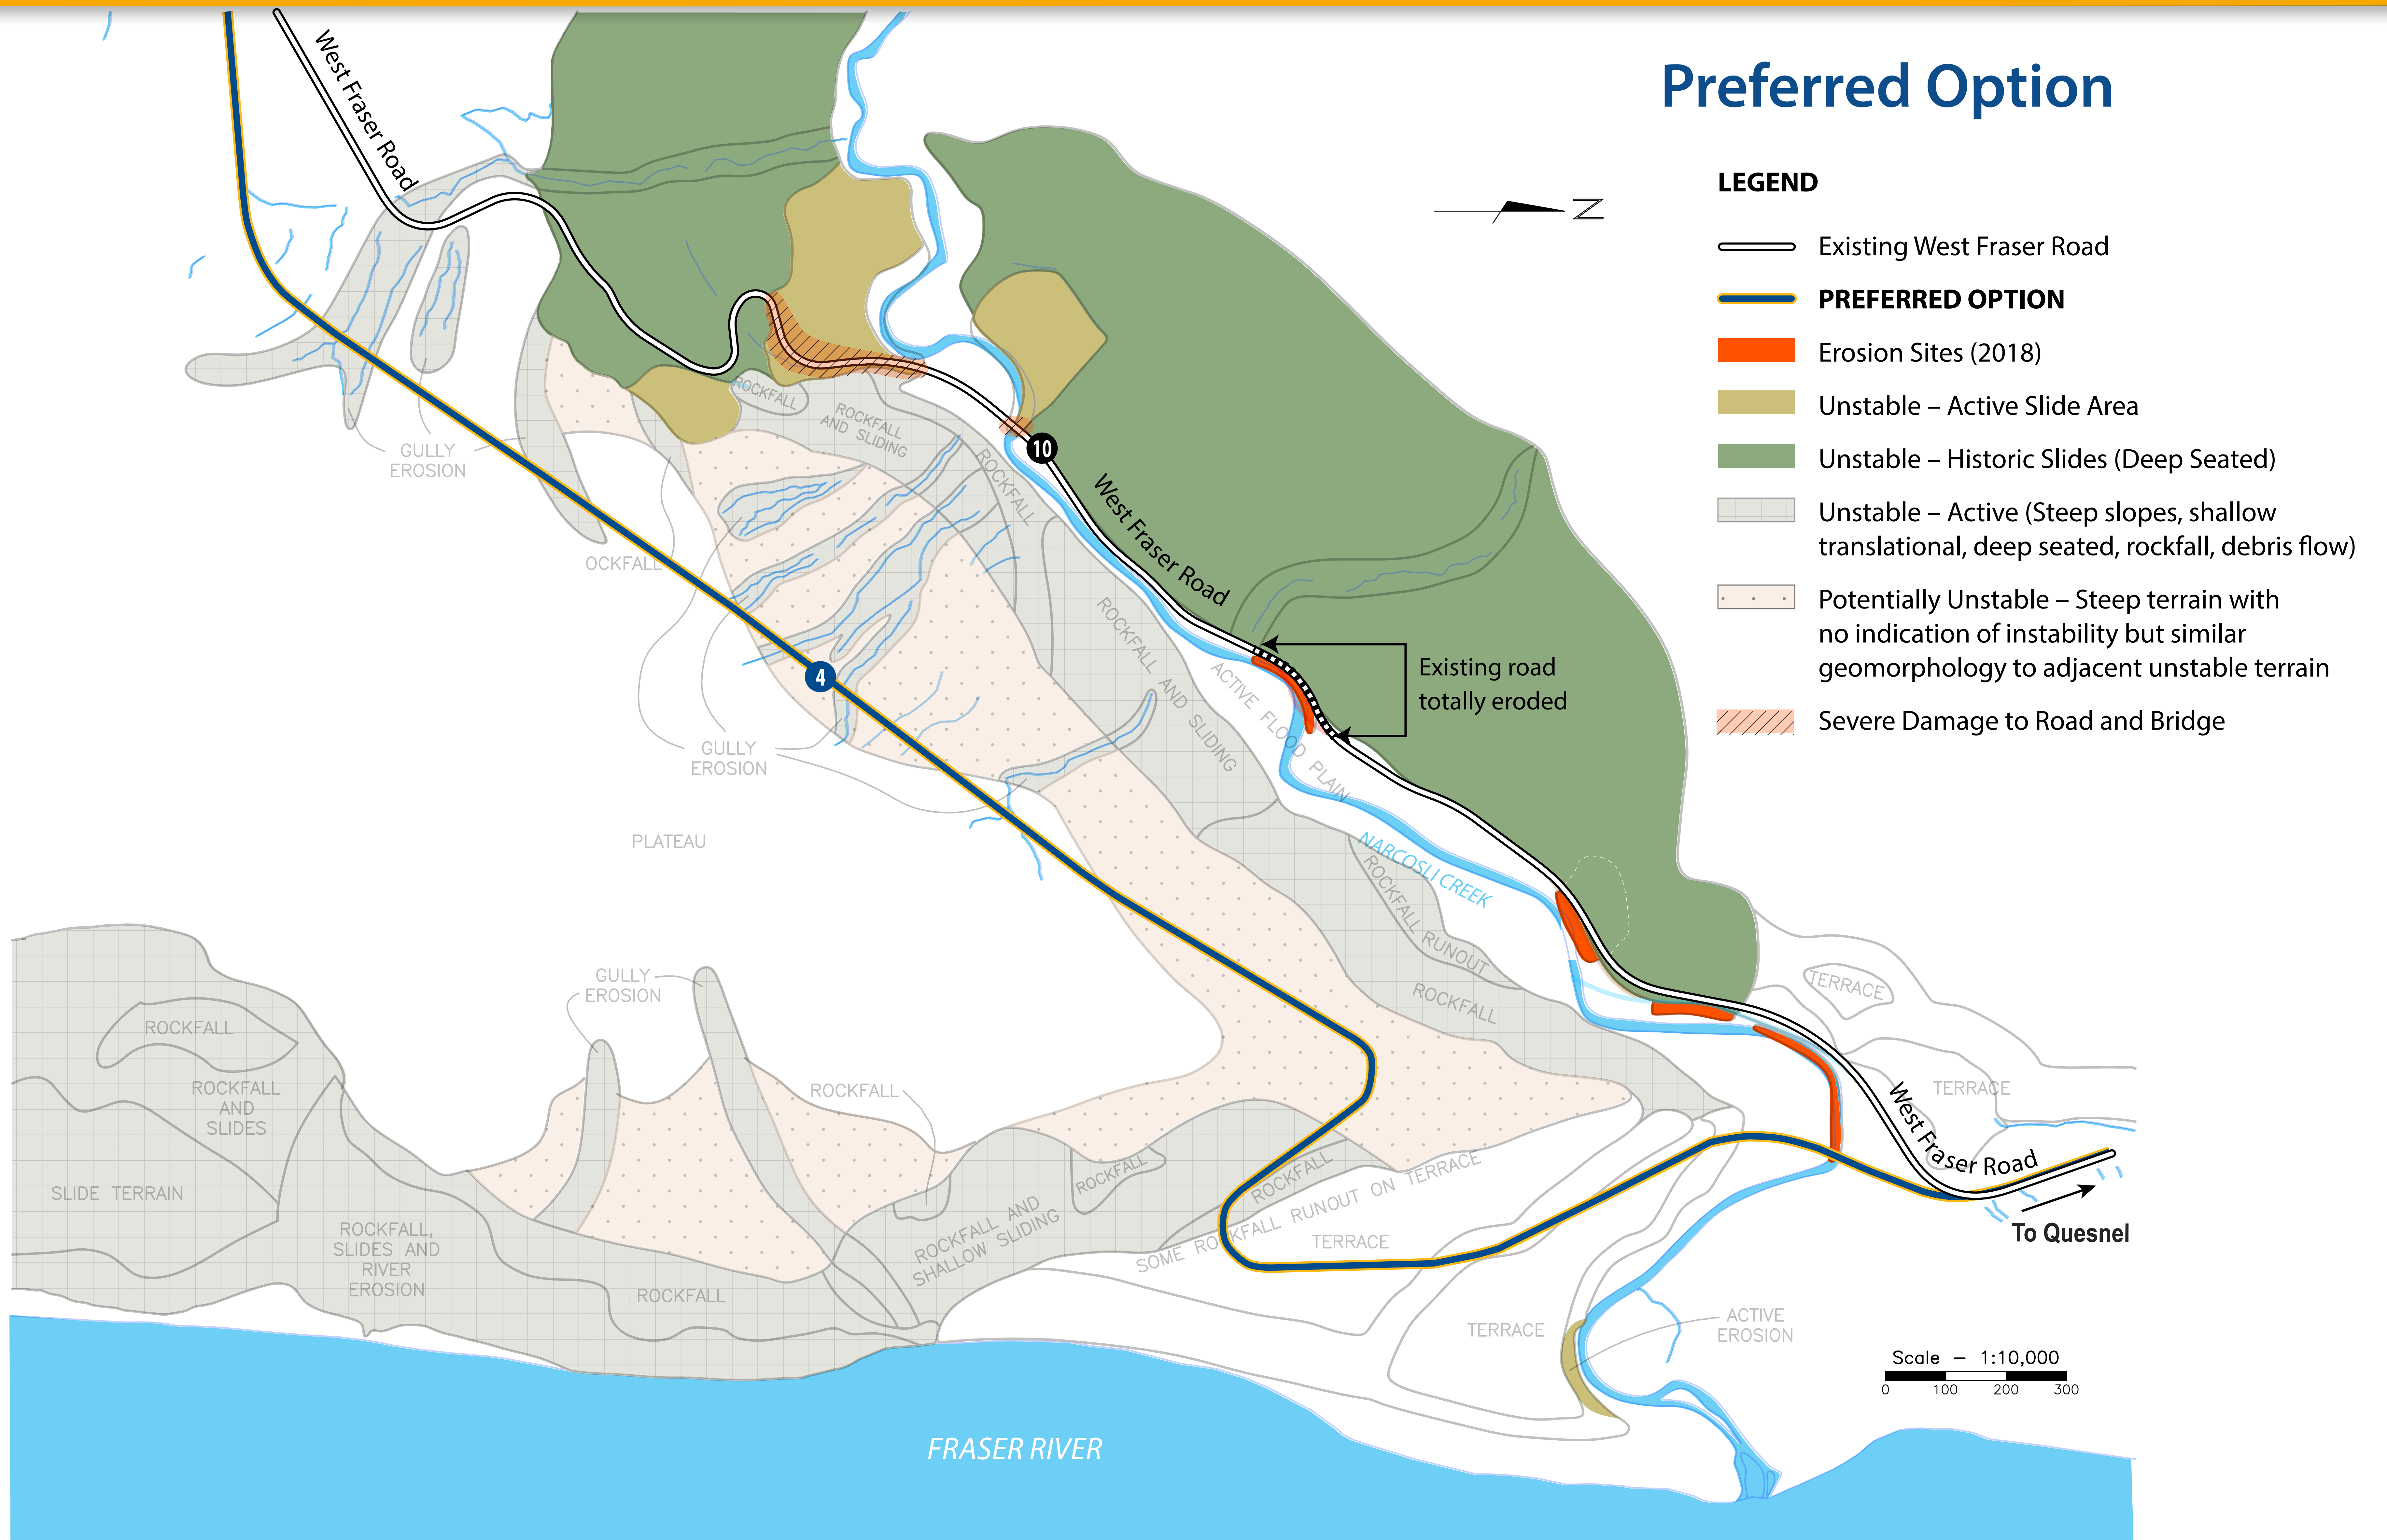 Preferred Option
LEGEND
Existing West Fraser Road
PREFERRED OPTION
Erosion Sites (2018)
Unstable – Active Slide Area
Unstable – Historic Slides (Deep Seated)
Unstable – Active (Steep slopes, shallow
translational, deep seated, rockfall, debris flow)
Potentially Unstable – Steep terrain with
no indication of instability but similar
geomorphology to adjacent unstable terrain
Severe Damage to Road and Bridge
N
West Fraser Road
GULLY
EROSION
ROCKFALL
ROCKFALL
AND SLIDING
ROCKFALL
10
West Fraser Road
OCKFALL
ROCKFALL AND SLIDING
4
Existing road
totally eroded
ACTIVE FLOOD PLAIN
GULLY
EROSION
PLATEAU
NARCOSLI CREEK
ROCKFALL RUNOUT
ROCKFALL
GULLY
EROSION
TERRACE
ROCKFALL
ROCKFALL
AND
SLIDES
ROCKFALL
TERRACE
West Fraser Road
SLIDE TERRAIN
ROCKFALL,
SLIDES AND
RIVER
EROSION
ROCKFALL
ROCKFALL AND
SHALLOW SLIDING
ROCKFALL
ROCKFALL
SOME ROCKFALL RUNOUT ON TERRACE
TERRACE
To Quesnel
TERRACE
ACTIVE
EROSION
Scale – 1:10,000
0 100 200 300
FRASER RIVER